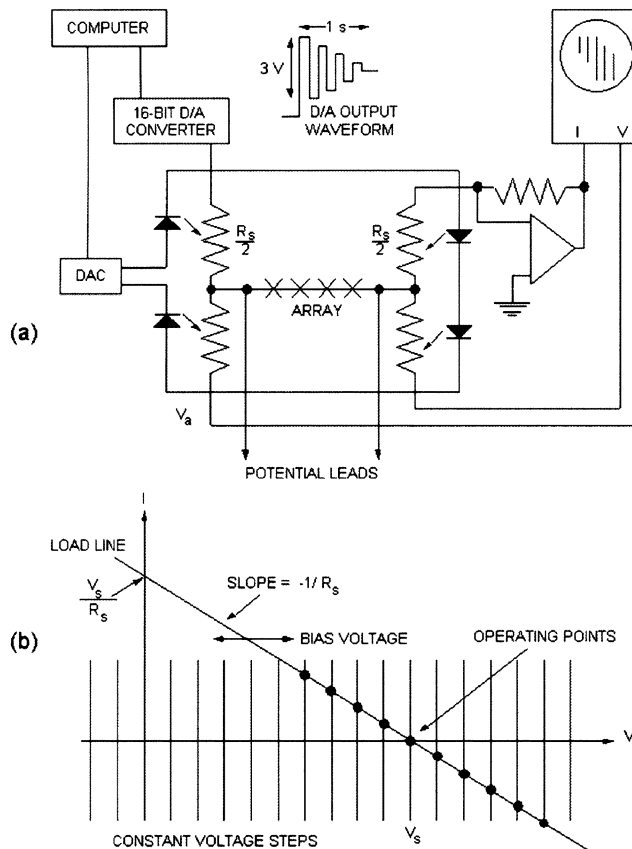 COMPUTER
1 s
3 V
16-BIT D/A
CONVERTER
D/A OUTPUT
WAVEFORM
I V
R_s/2
R_s/2
DAC
ARRAY
(a)
V_a
POTENTIAL LEADS
I
LOAD LINE
V_s/R_s
SLOPE = -1/R_s
(b)
BIAS VOLTAGE
OPERATING POINTS
V
CONSTANT VOLTAGE STEPS
V_s